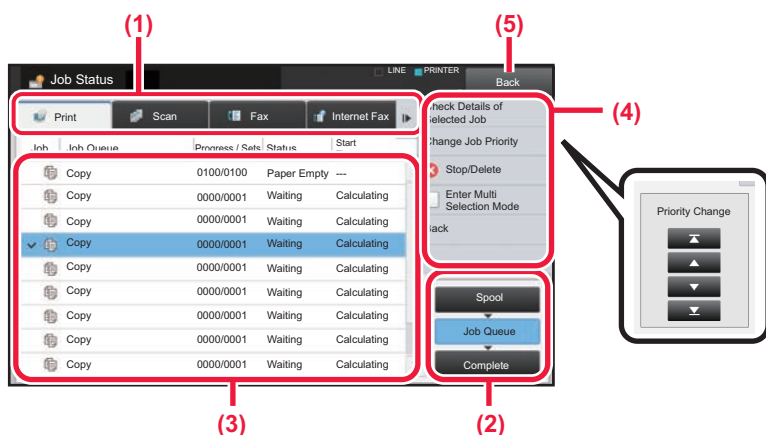 (1)
(5)
LINE PRINTER
Job Status
Back
Print Scan Fax Internet Fax
Check Details of
Selected Job
(4)
Job Job Queue Progress / Sets Status Start
Change Job Priority
Copy 0100/0100 Paper Empty ---
Stop/Delete
Copy 0000/0001 Waiting Calculating
Enter Multi
Selection Mode
Copy 0000/0001 Waiting Calculating
Back
Priority Change
Copy 0000/0001 Waiting Calculating
Copy 0000/0001 Waiting Calculating
Copy 0000/0001 Waiting Calculating
Spool
Copy 0000/0001 Waiting Calculating
Job Queue
Copy 0000/0001 Waiting Calculating
Copy 0000/0001 Waiting Calculating
Complete
(3)
(2)